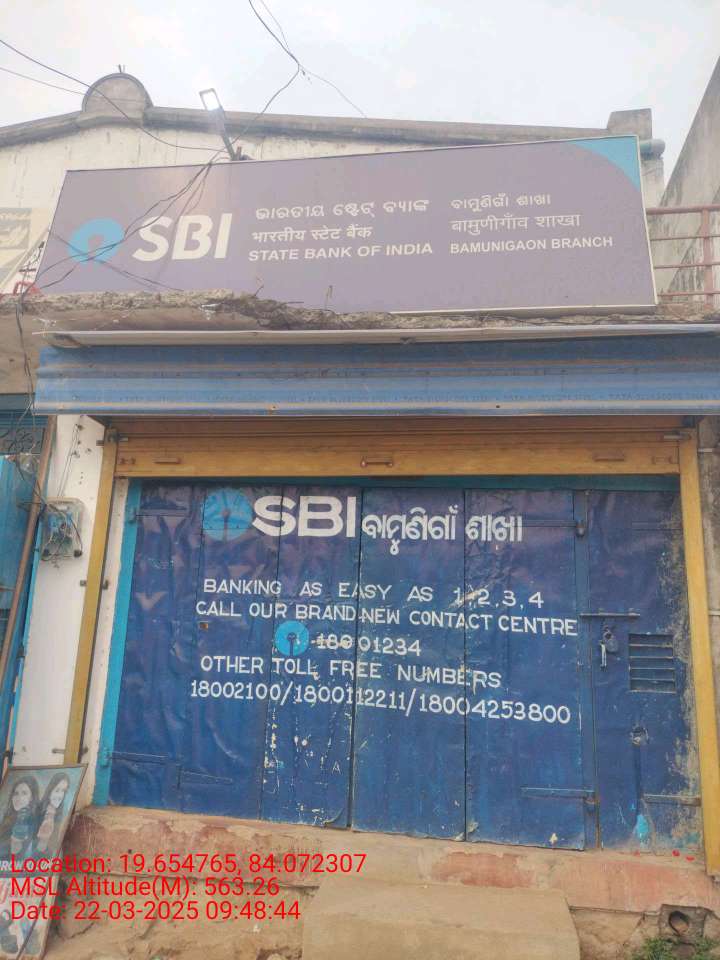 SBI
ଭାରତୀୟ ଷ୍ଟେଟ୍ ବ୍ୟାଙ୍କ
भारतीय स्टेट बैंक
STATE BANK OF INDIA
ବାମୁଣିଗାଁ ଶାଖା
बामुणीगाँव शाखा
BAMUNIGAON BRANCH
SBI ବାମୁଣିଗାଁ ଶାଖା
BANKING AS EASY AS 1,2,3,4
CALL OUR BRAND NEW CONTACT CENTRE
18001234
OTHER TOLL FREE NUMBERS
18002100/1800112211/18004253800
Location: 19.654765, 84.072307
MSL Altitude(M): 563.26
Date: 22-03-2025 09:48:44